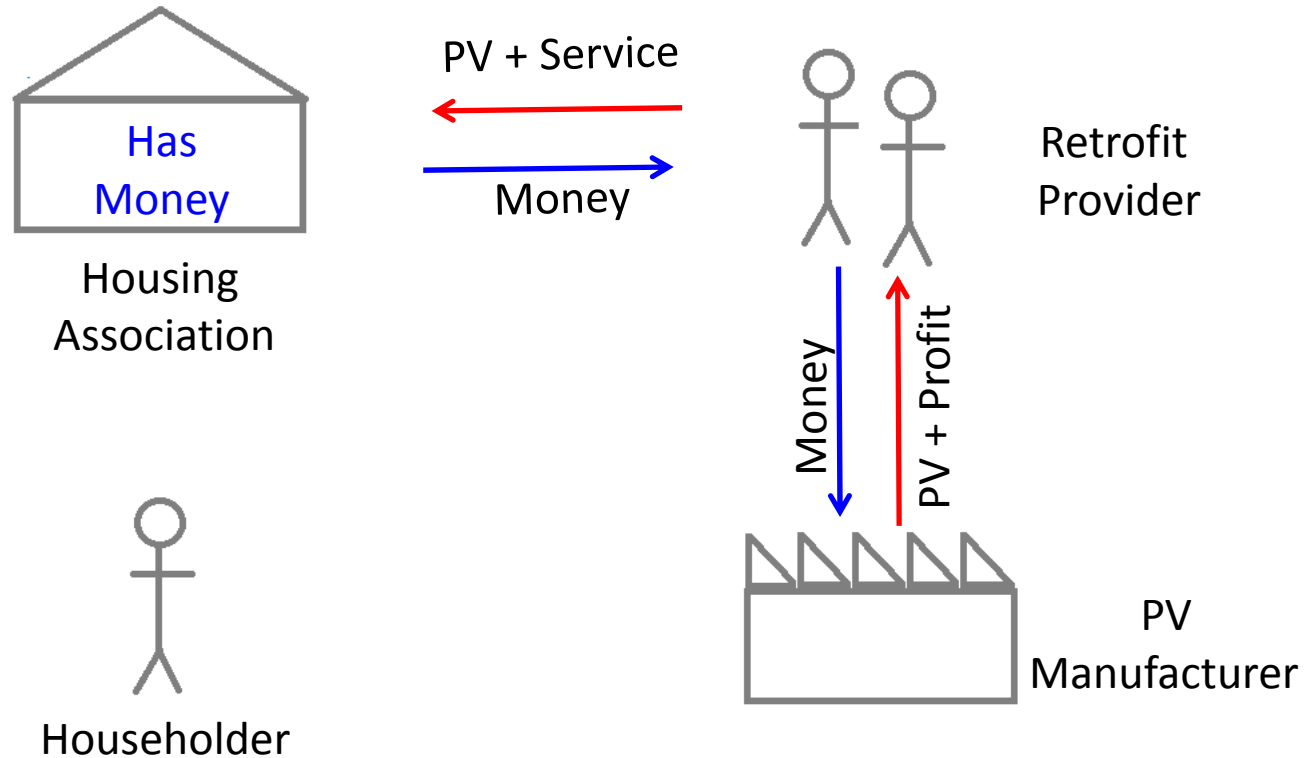 PV + Service
Has
Money
Money
Retrofit
Provider
Housing
Association
Money
PV + Profit
PV
Manufacturer
Householder